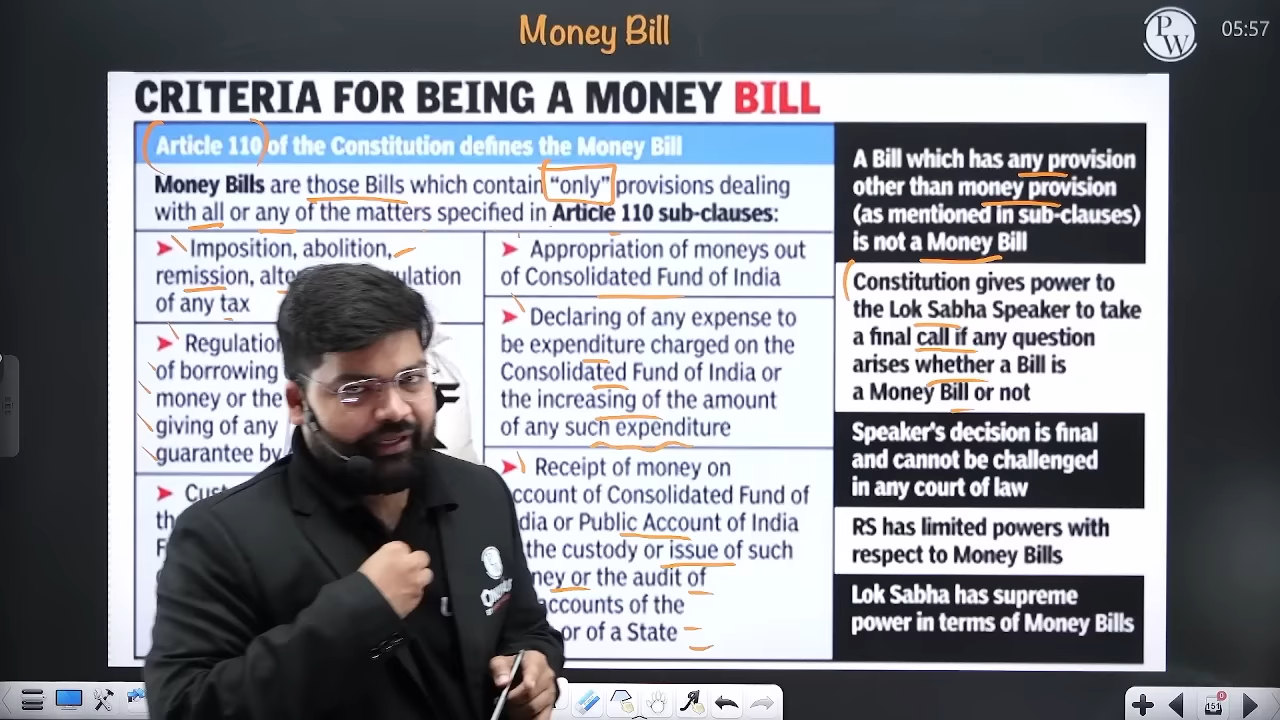 Money Bill
PW
05:57
CRITERIA FOR BEING A MONEY BILL
Article 110 of the Constitution defines the Money Bill
Money Bills are those Bills which contain "only" provisions dealing
with all or any of the matters specified in Article 110 sub-clauses:
➤ Imposition, abolition,
remission,
of any tax
➤
of borrowing
money or the
giving of any
guarantee by
➤
➤ Appropriation of moneys out
of Consolidated Fund of India
➤ Declaring of any expense to
be expenditure charged on the
Consolidated Fund of India or
the increasing of the amount
of any such expenditure
➤ Receipt of money on
of Consolidated Fund of
or Public Account of India
the custody or issue of such
or the audit of
accounts of the
or of a State
A Bill which has any provision
other than money provision
(as mentioned in sub-clauses)
is not a Money Bill
Constitution gives power to
the Lok Sabha Speaker to take
a final call if any question
arises whether a Bill is
a Money Bill or not
Speaker's decision is final
and cannot be challenged
in any court of law
RS has limited powers with
respect to Money Bills
Lok Sabha has supreme
power in terms of Money Bills
151